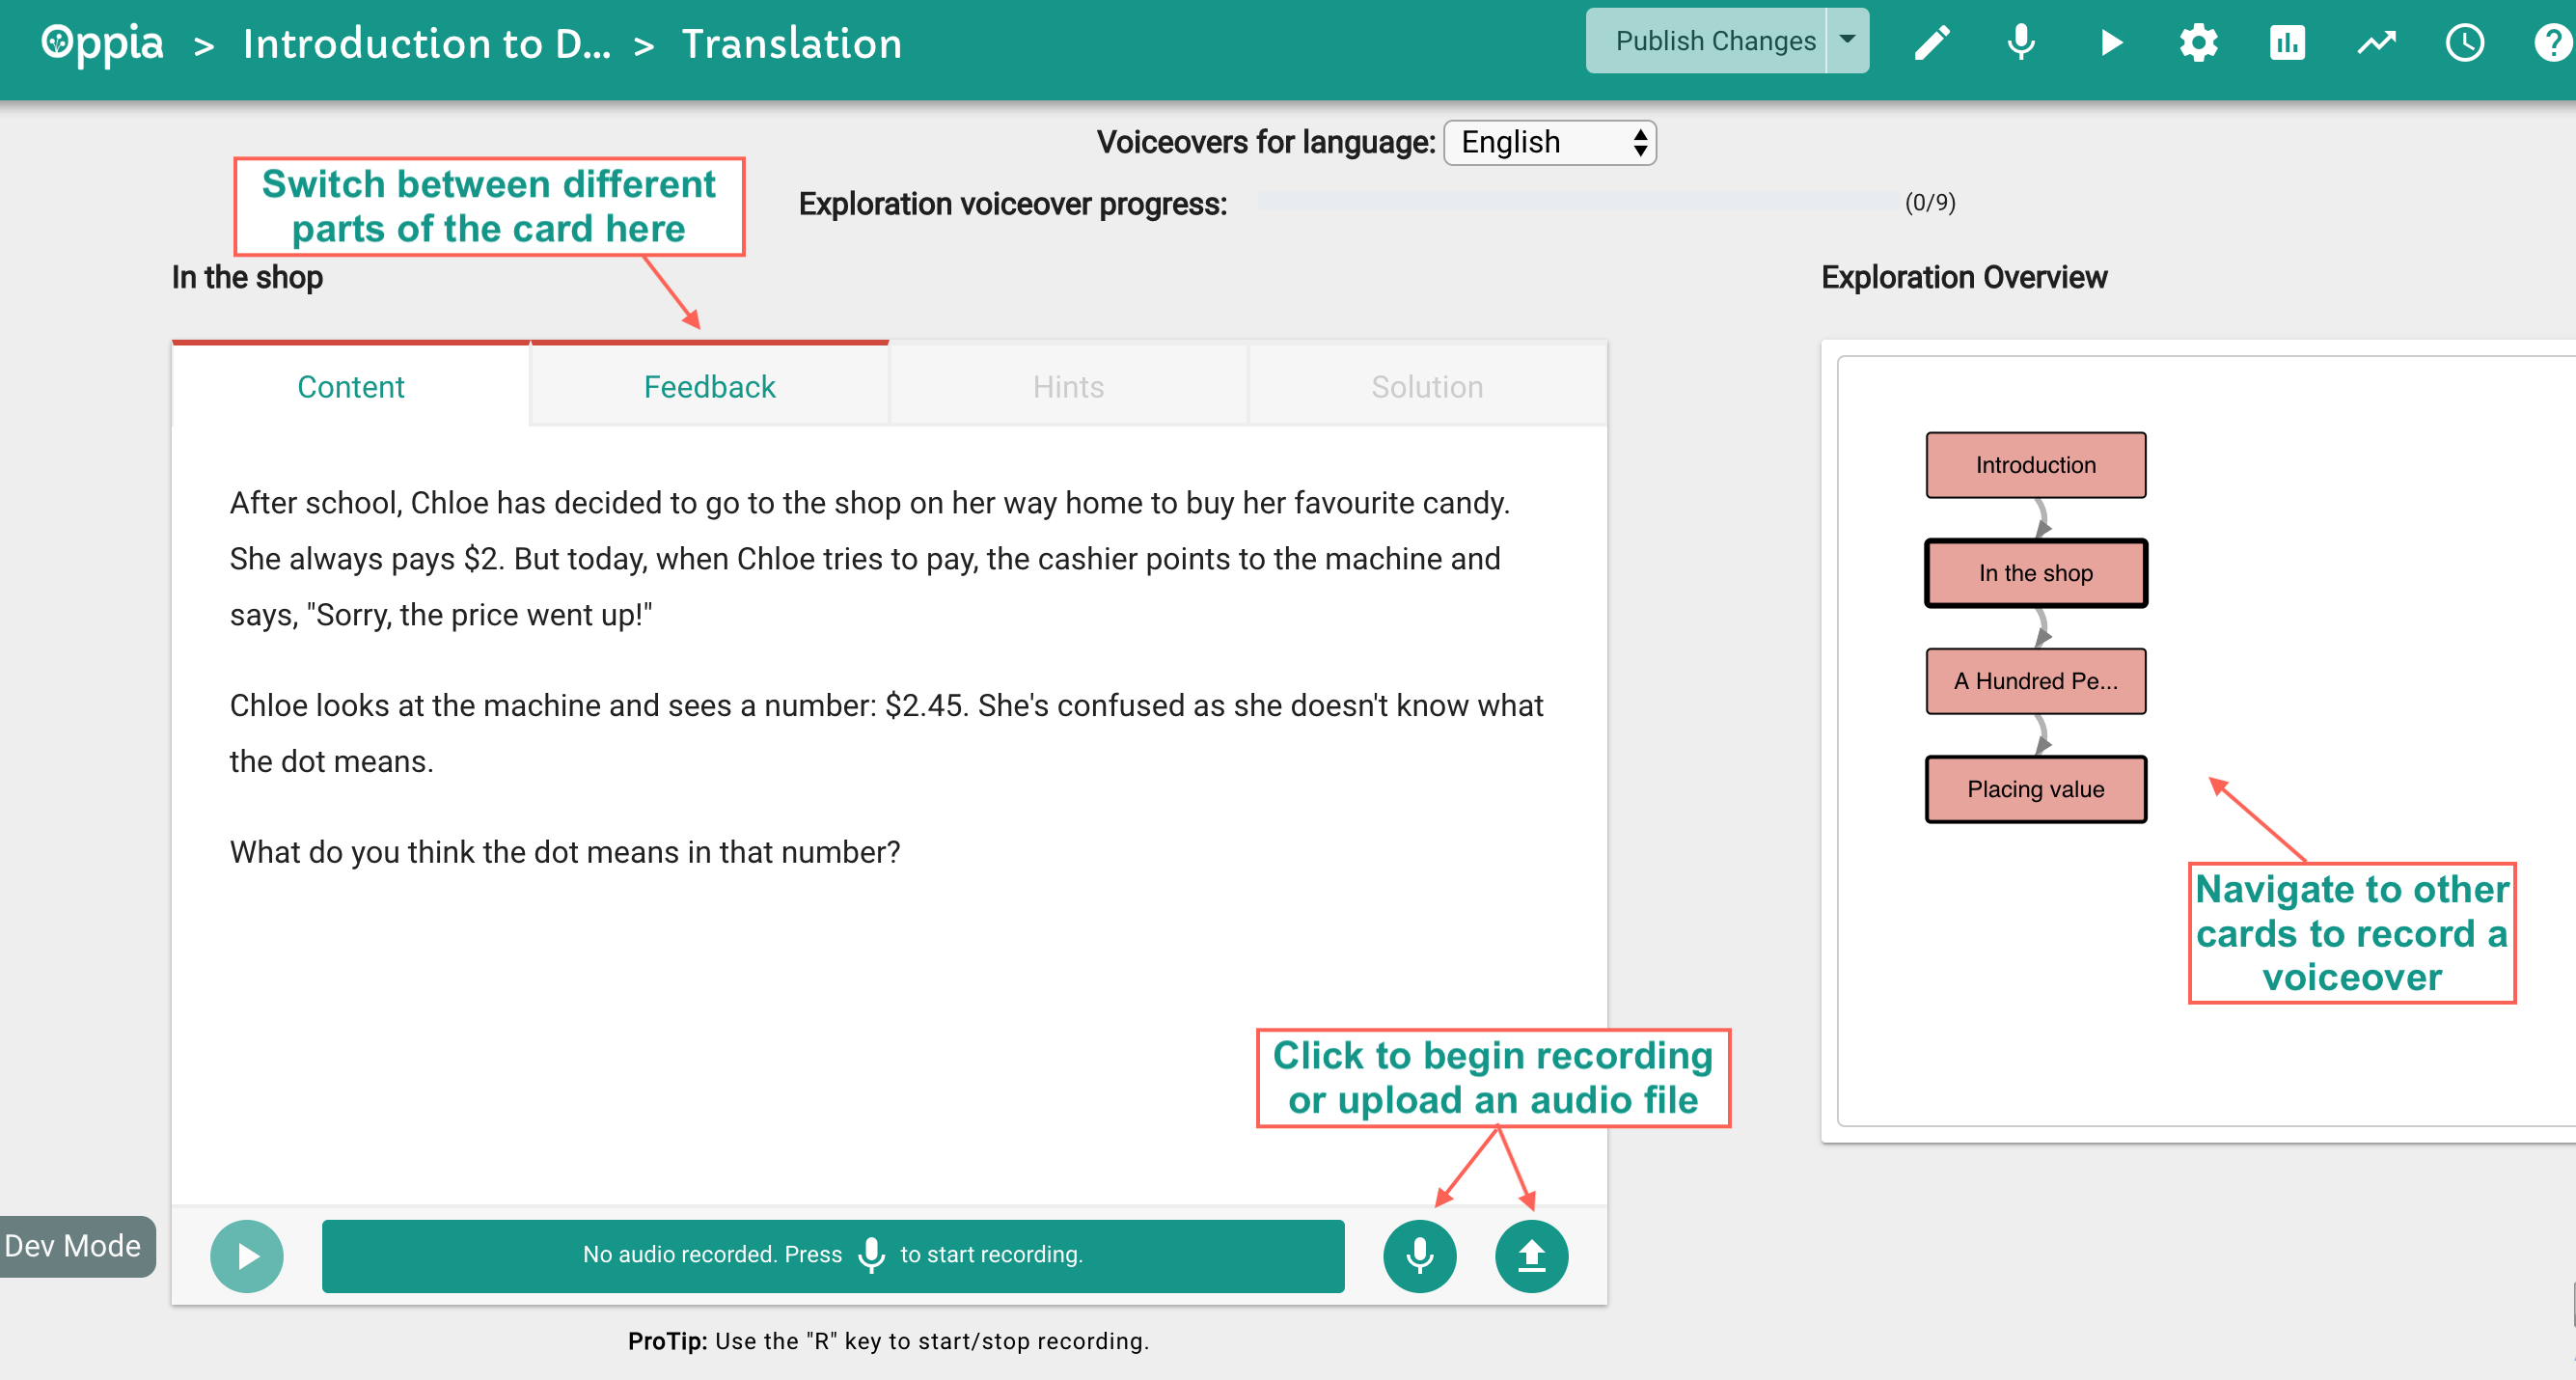 Oppia > Introduction to D... > Translation
Publish Changes
Voiceovers for language: English
Exploration voiceover progress: (0/9)
Switch between different
parts of the card here
In the shop
Exploration Overview
Content
Feedback
Hints
Solution
After school, Chloe has decided to go to the shop on her way home to buy her favourite candy.
She always pays $2. But today, when Chloe tries to pay, the cashier points to the machine and
says, "Sorry, the price went up!"
Chloe looks at the machine and sees a number: $2.45. She's confused as she doesn't know what
the dot means.
What do you think the dot means in that number?
Introduction
In the shop
A Hundred Pe...
Placing value
Navigate to other
cards to record a
voiceover
Click to begin recording
or upload an audio file
Dev Mode
No audio recorded. Press to start recording.
ProTip: Use the "R" key to start/stop recording.